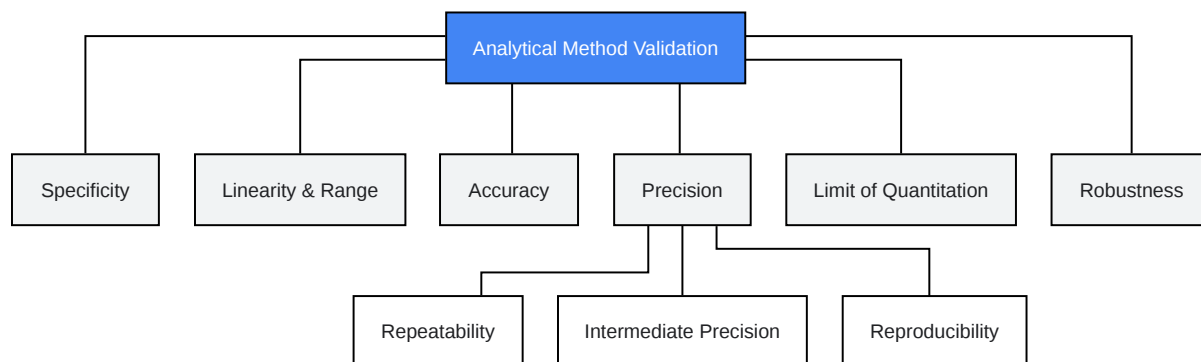 Analytical Method Validation
Specificity
Linearity & Range
Accuracy
Precision
Limit of Quantitation
Robustness
Repeatability
Intermediate Precision
Reproducibility